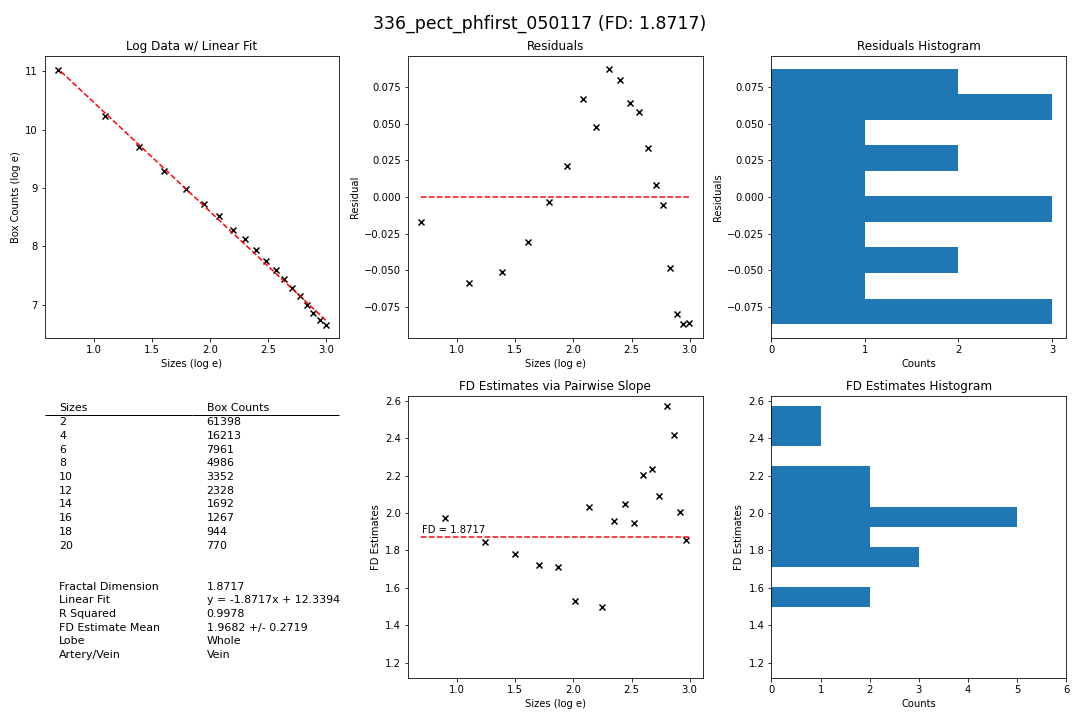 336_pect_phfirst_050117 (FD: 1.8717)
Log Data w/ Linear Fit
Box Counts (log e)
11
10
9
8
7
1.0 1.5 2.0 2.5 3.0
Sizes (log e)
Residuals
Residual
0.075
0.050
0.025
0.000
−0.025
−0.050
−0.075
1.0 1.5 2.0 2.5 3.0
Sizes (log e)
Residuals Histogram
Residuals
0.075
0.050
0.025
0.000
−0.025
−0.050
−0.075
0 1 2 3
Counts
Sizes Box Counts
2 61398
4 16213
6 7961
8 4986
10 3352
12 2328
14 1692
16 1267
18 944
20 770
Fractal Dimension 1.8717
Linear Fit y = -1.8717x + 12.3394
R Squared 0.9978
FD Estimate Mean 1.9682 +/- 0.2719
Lobe Whole
Artery/Vein Vein
FD Estimates via Pairwise Slope
FD Estimates
2.6
2.4
2.2
2.0
FD = 1.8717
1.8
1.6
1.4
1.2
1.0 1.5 2.0 2.5 3.0
Sizes (log e)
FD Estimates Histogram
FD Estimates
2.6
2.4
2.2
2.0
1.8
1.6
1.4
1.2
0 1 2 3 4 5 6
Counts